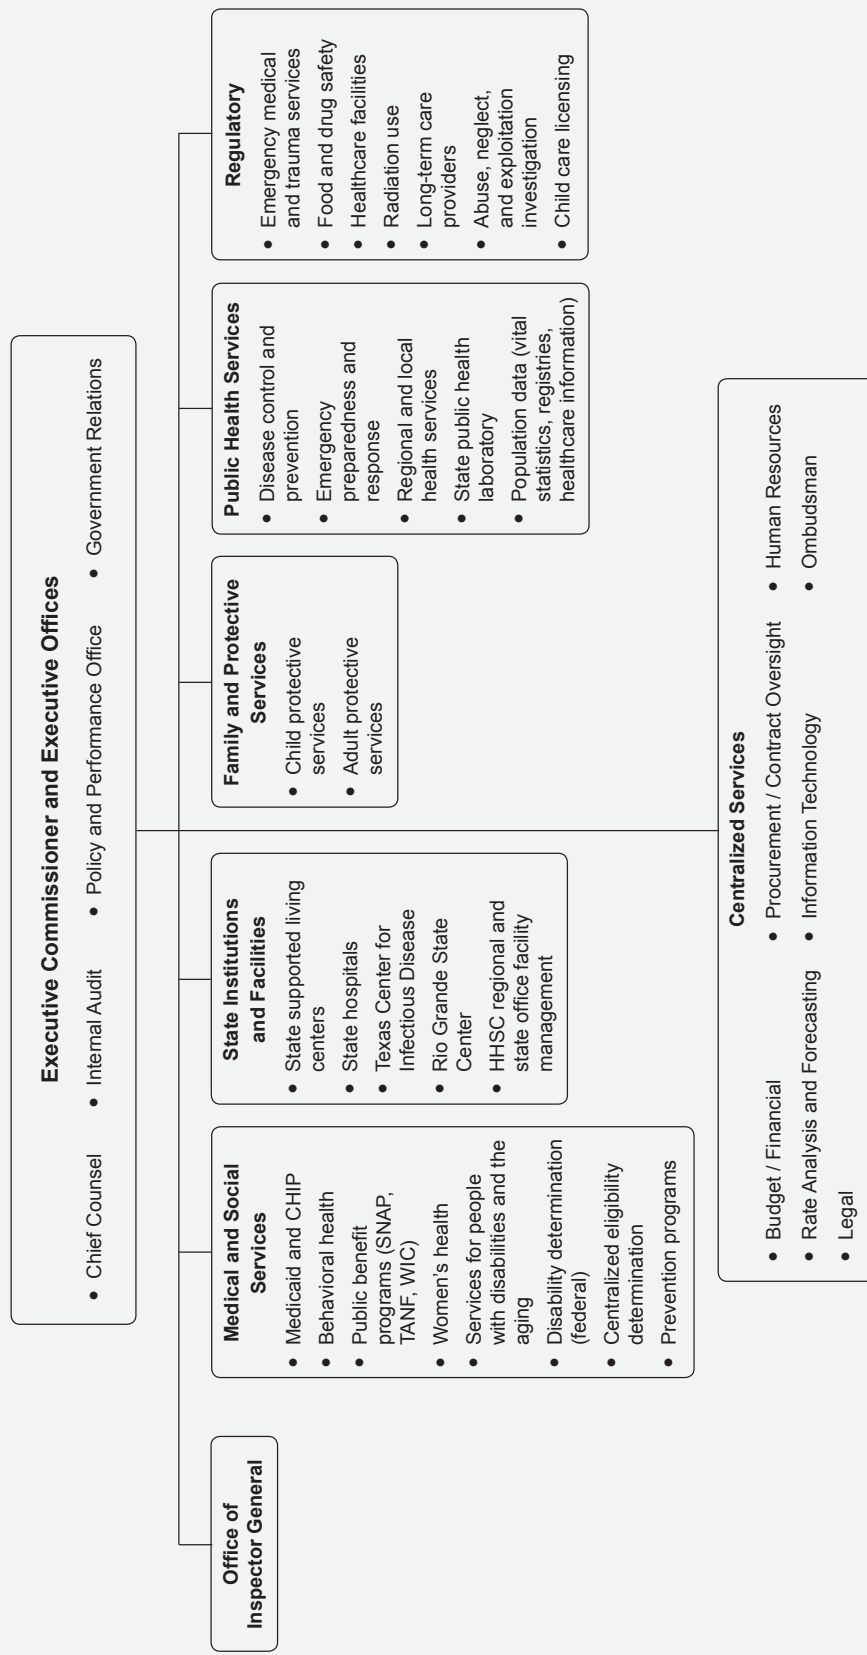 Executive Commissioner and Executive Offices
• Chief Counsel • Internal Audit • Policy and Performance Office • Government Relations
Office of
Inspector General
Medical and Social
Services
• Medicaid and CHIP
• Behavioral health
• Public benefit
programs (SNAP,
TANF, WIC)
• Women's health
• Services for people
with disabilities and the
aging
• Disability determination
(federal)
• Centralized eligibility
determination
• Prevention programs
State Institutions
and Facilities
• State supported living
centers
• State hospitals
• Texas Center for
Infectious Disease
• Rio Grande State
Center
• HHSC regional and
state office facility
management
Family and Protective
Services
• Child protective
services
• Adult protective
services
Public Health Services
• Disease control and
prevention
• Emergency
preparedness and
response
• Regional and local
health services
• State public health
laboratory
• Population data (vital
statistics, registries,
healthcare information)
Regulatory
• Emergency medical
and trauma services
• Food and drug safety
• Healthcare facilities
• Radiation use
• Long-term care
providers
• Abuse, neglect,
and exploitation
investigation
• Child care licensing
Centralized Services
• Budget / Financial
• Rate Analysis and Forecasting
• Legal
• Procurement / Contract Oversight
• Information Technology
• Human Resources
• Ombudsman